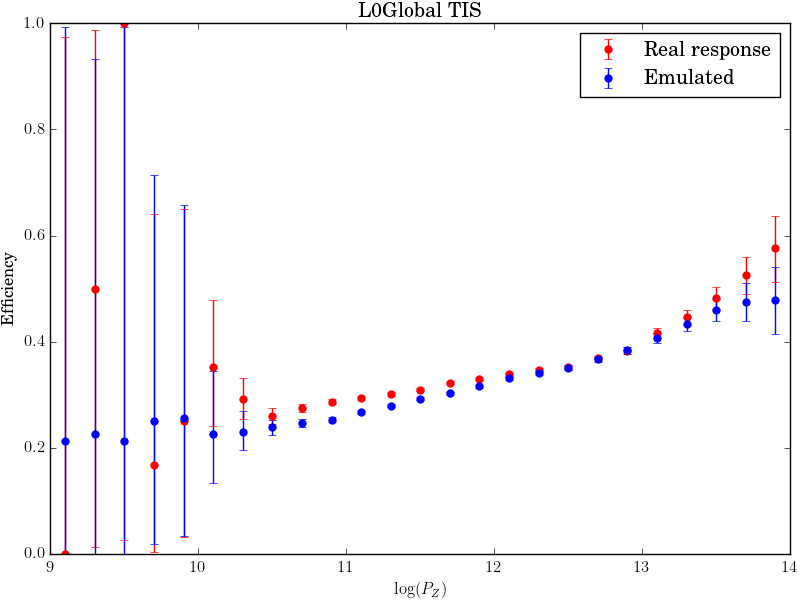 L0Global TIS
Real response
Emulated
1.0
0.8
0.6
0.4
0.2
0.0
Efficiency
9
10
11
12
13
14
log(P_Z)